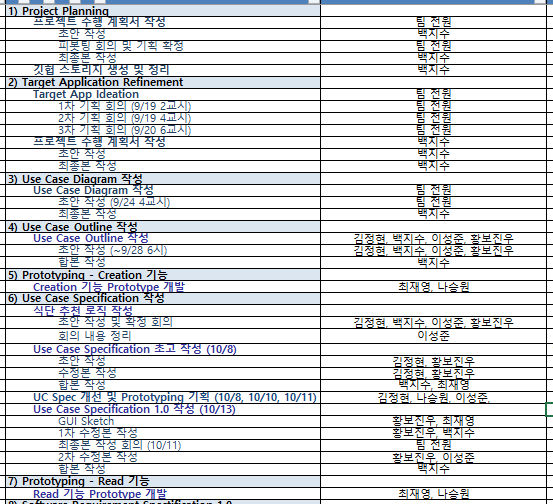 1) Project Planning
프로젝트 수행 계획서 작성 팀 전원
초안 작성 백지수
피봇팅 회의 및 기획 확정 팀 전원
최종본 작성 백지수
깃헙 스토리지 생성 및 정리 백지수
2) Target Application Refinement
Target App Ideation 팀 전원
1차 기획 회의 (9/19 2교시) 팀 전원
2차 기획 회의 (9/19 4교시) 팀 전원
3차 기획 회의 (9/20 6교시) 팀 전원
프로젝트 수행 계획서 작성 백지수
초안 작성 백지수
최종본 작성 백지수
3) Use Case Diagram 작성
Use Case Diagram 작성 팀 전원
초안 작성 (9/24 4교시) 팀 전원
최종본 작성 백지수
4) Use Case Outline 작성
Use Case Outline 작성 김정현, 백지수, 이성준, 황보진우
초안 작성 (~9/28 6시) 김정현, 백지수, 이성준, 황보진우
합본 작성 백지수
5) Prototyping - Creation 기능
Creation 기능 Prototype 개발 최재영, 나승원
6) Use Case Specification 작성
식단 추천 로직 작성
초안 작성 및 확정 회의 김정현, 백지수, 이성준, 황보진우
회의 내용 정리 이성준
Use Case Specification 초고 작성 (10/8)
초안 작성 김정현, 황보진우
수정본 작성 김정현, 황보진우
합본 작성 백지수, 최재영
UC Spec 개선 및 Prototyping 기획 (10/8, 10/10, 10/11) 김정현, 나승원, 이성준,
Use Case Specification 1.0 작성 (10/13)
GUI Sketch 황보진우, 최재영
1차 수정본 작성 황보진우, 백지수
최종본 작성 회의 (10/11) 팀 전원
2차 수정본 작성 황보진우, 이성준
합본 작성 백지수
7) Prototyping - Read 기능
Read 기능 Prototype 개발 최재영, 나승원